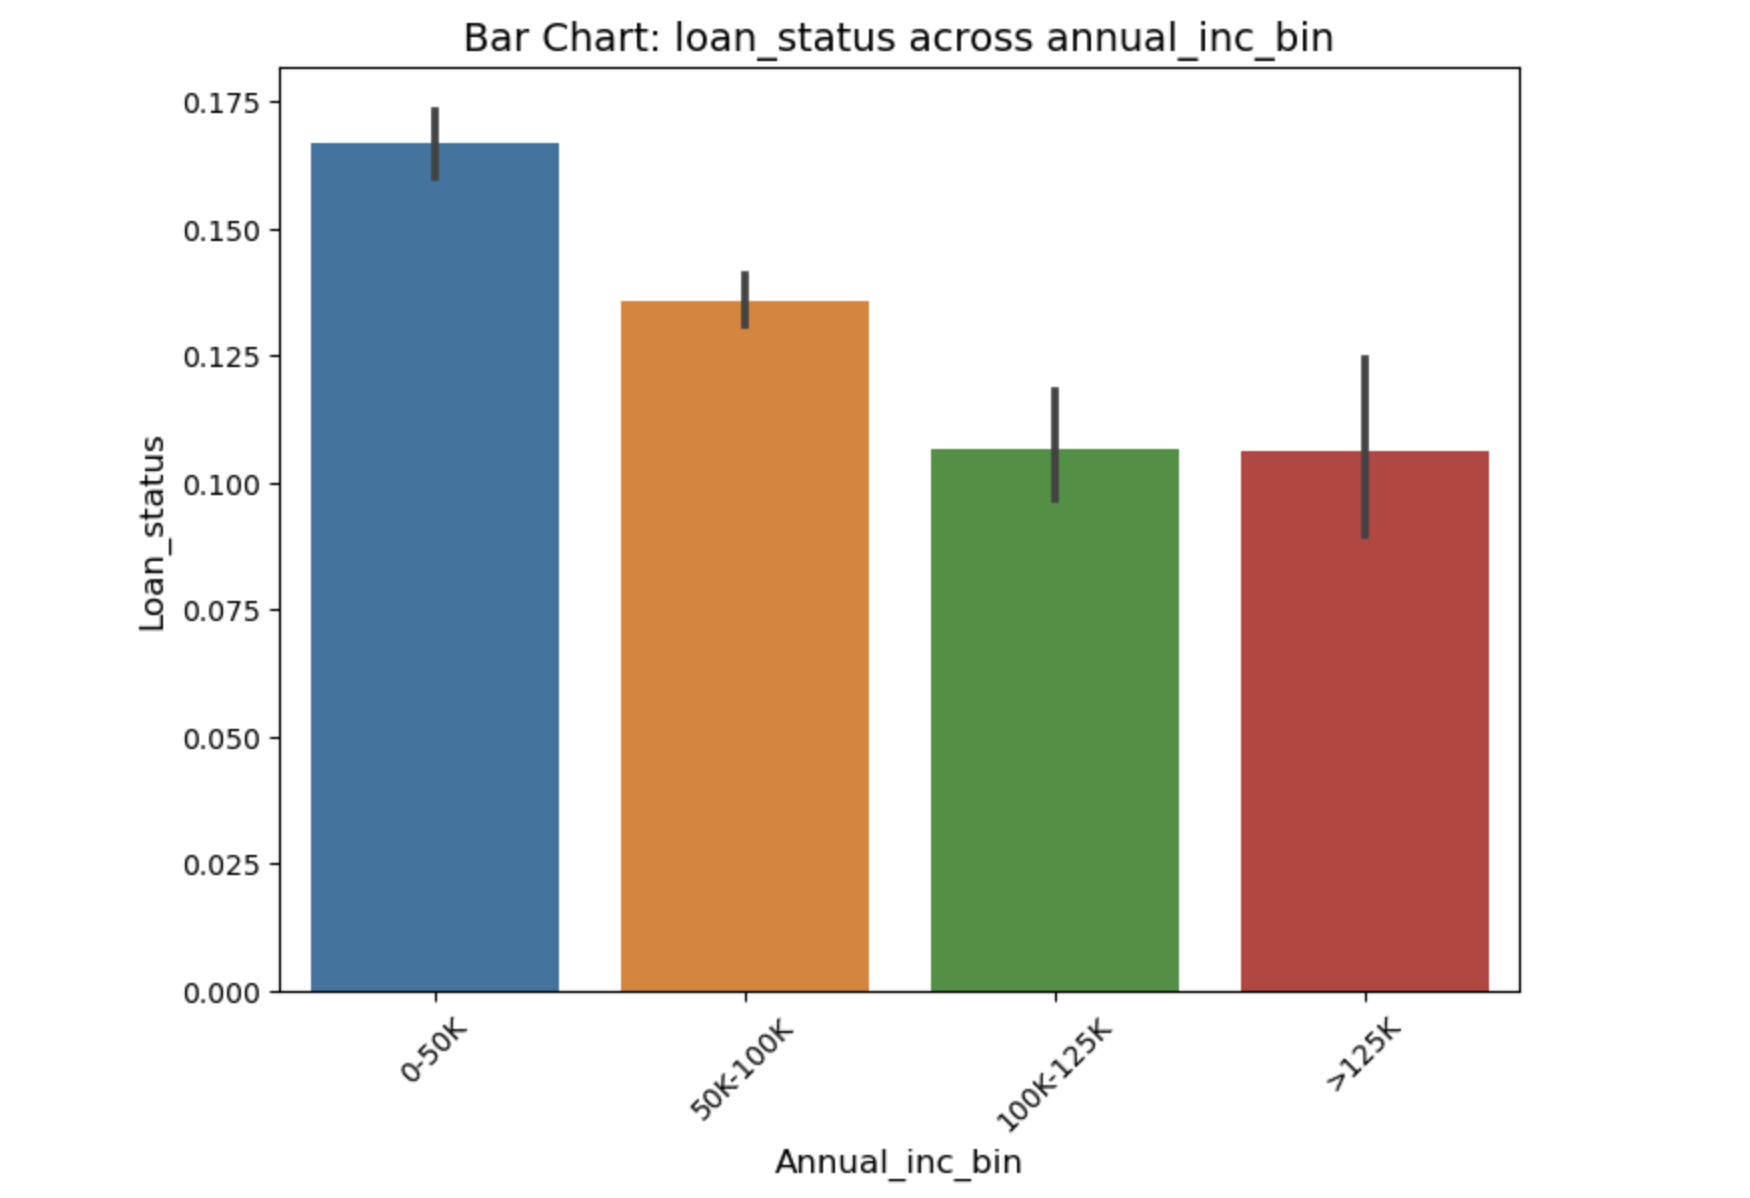 Bar Chart: loan_status across annual_inc_bin
0.175
0.150
0.125
0.100
0.075
0.050
0.025
0.000
Loan_status
0-50K
50K-100K
100K-125K
>125K
Annual_inc_bin